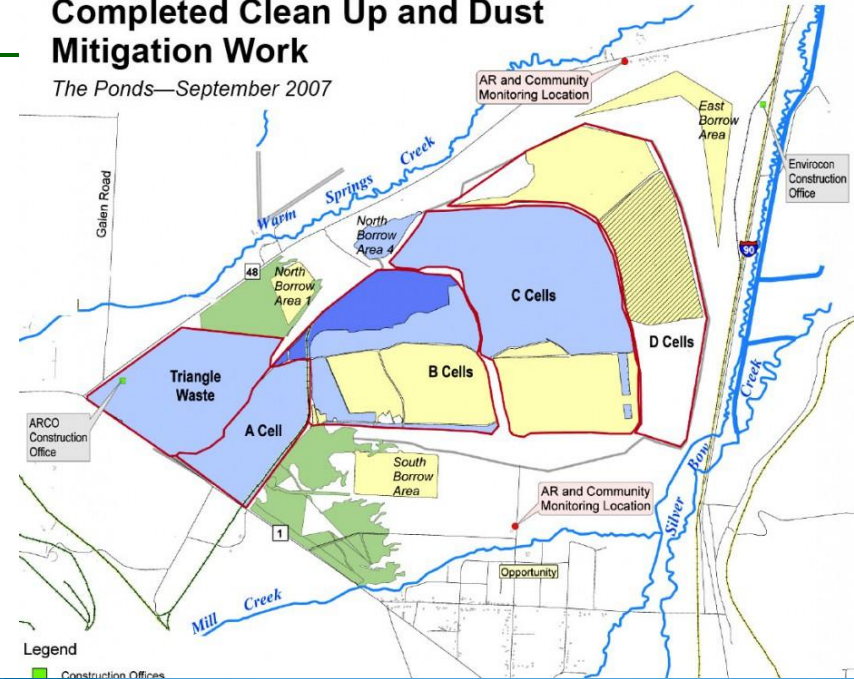 Completed Clean Up and Dust
Mitigation Work
The Ponds—September 2007
AR and Community
Monitoring Location
East
Borrow
Area
Envirocon
Construction
Office
Galen Road
Warm Springs Creek
North
Borrow
Area 4
90
48
North
Borrow
Area 1
C Cells
D Cells
Triangle
Waste
B Cells
A Cell
ARCO
Construction
Office
South
Borrow
Area
AR and Community
Monitoring Location
1
Silver Bow Creek
Opportunity
Mill Creek
Legend
Construction Offices